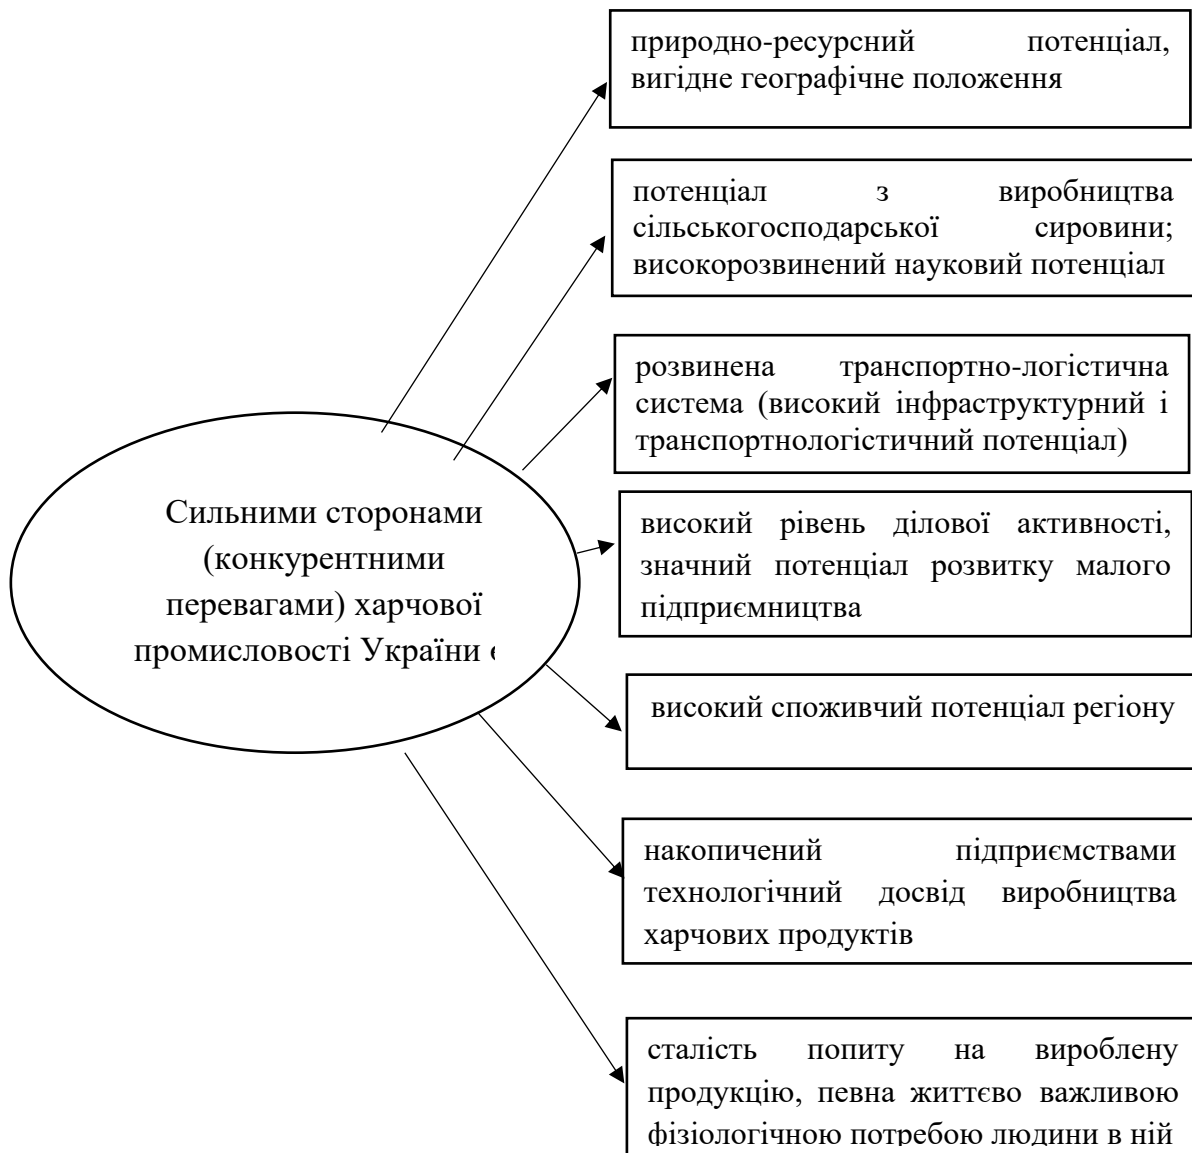 природно-ресурсний потенціал,
вигідне географічне положення
потенціал з виробництва
сільськогосподарської сировини;
високорозвинений науковий потенціал
розвинена транспортно-логістична
система (високий інфраструктурний і
транспортнологістичний потенціал)
Сильними сторонами
(конкурентними
перевагами) харчової
промисловості України є
високий рівень ділової активності,
значний потенціал розвитку малого
підприємництва
високий споживчий потенціал регіону
накопичений підприємствами
технологічний досвід виробництва
харчових продуктів
сталість попиту на вироблену
продукцію, певна життєво важливою
фізіологічною потребою людини в ній